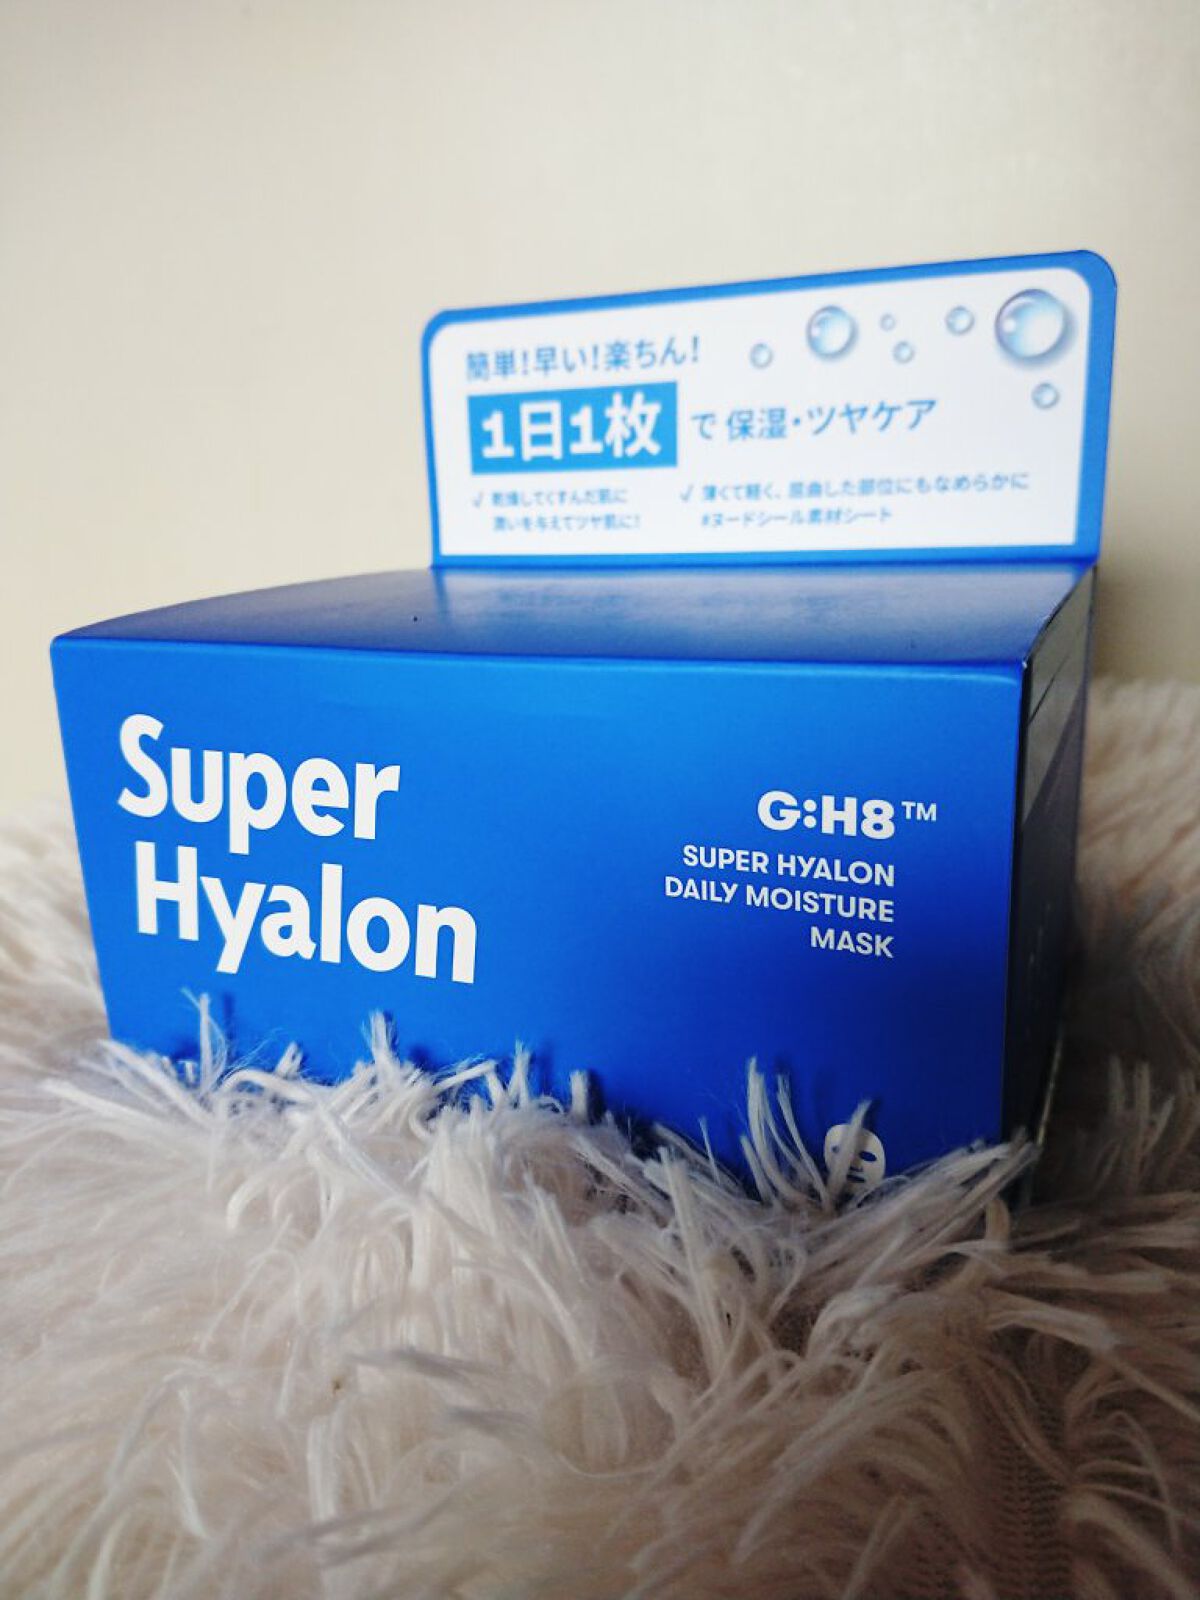 簡単!早い!楽ちん!
1日1枚 で 保湿・ツヤケア
✓ 乾燥してくすんだ肌に
潤いを与えてツヤ肌に!
✓ 薄くて軽く、屈曲した部位にもなめらかに
#ヌードシール素材シート
Super
Hyalon
G:H8™
SUPER HYALON
DAILY MOISTURE
MASK